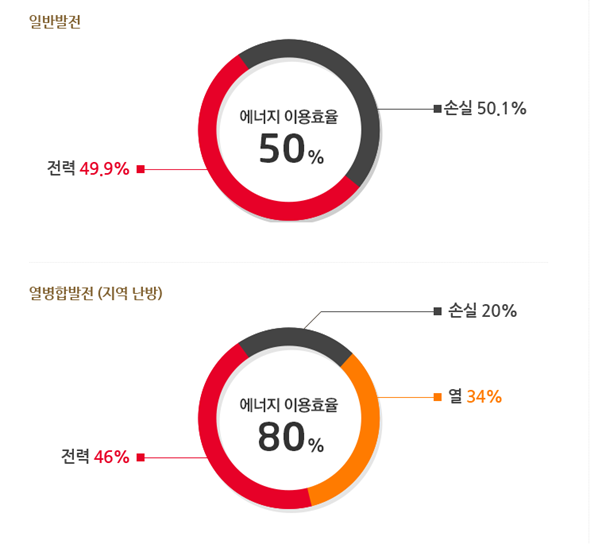 일반발전
에너지 이용효율
50%
손실 50.1%
전력 49.9%
열병합발전 (지역 난방)
손실 20%
에너지 이용효율
80%
열 34%
전력 46%